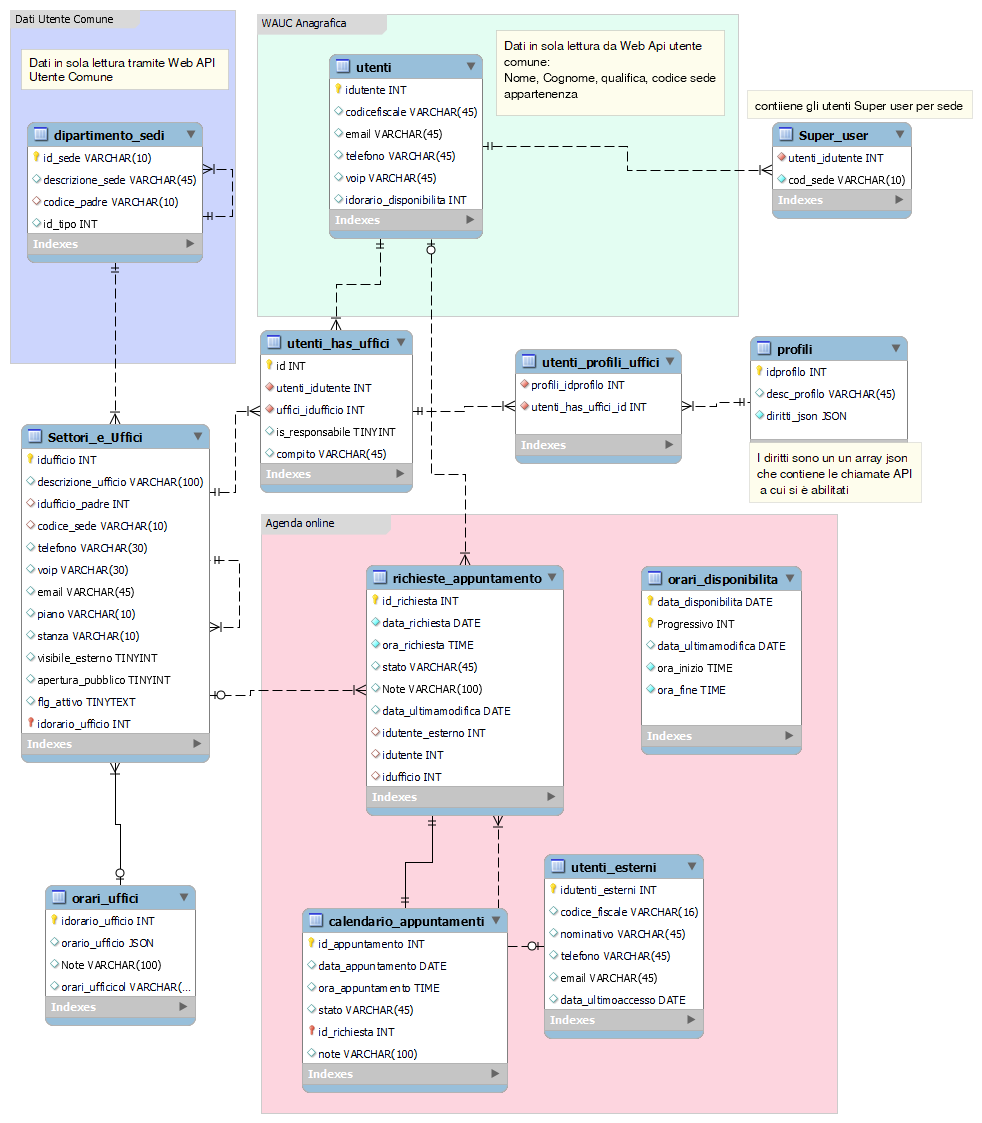 Dati Utente Comune
Dati in sola lettura tramite Web API
Utente Comune
dipartimento_sedi
id_sede VARCHAR(10)
descrizione_sede VARCHAR(45)
codice_padre VARCHAR(10)
id_tipo INT
Indexes
WAUC Anagrafica
utenti
idutente INT
codicefiscale VARCHAR(45)
email VARCHAR(45)
telefono VARCHAR(45)
voip VARCHAR(45)
idorario_disponibilita INT
Indexes
Dati in sola lettura da Web Api utente
comune:
Nome, Cognome, qualifica, codice sede
appartenenza
contiiene gli utenti Super user per sede
Super_user
utenti_idutente INT
cod_sede VARCHAR(10)
Indexes
utenti_has_uffici
id INT
utenti_idutente INT
uffici_idufficio INT
is_responsabile TINYINT
compito VARCHAR(45)
Indexes
utenti_profili_uffici
profili_idprofilo INT
utenti_has_uffici_id INT
Indexes
profili
idprofilo INT
desc_profilo VARCHAR(45)
diritti_json JSON
I diritti sono un un array json
che contiene le chiamate API
a cui si è abilitati
Settori_e_Uffici
idufficio INT
descrizione_ufficio VARCHAR(100)
idufficio_padre INT
codice_sede VARCHAR(10)
telefono VARCHAR(30)
voip VARCHAR(30)
email VARCHAR(45)
piano VARCHAR(10)
stanza VARCHAR(10)
visibile_esterno TINYINT
apertura_pubblico TINYINT
flg_attivo TINYTEXT
idorario_ufficio INT
Indexes
Agenda online
richieste_appuntamento
id_richiesta INT
data_richiesta DATE
ora_richiesta TIME
stato VARCHAR(45)
Note VARCHAR(100)
data_ultimamodifica DATE
idutente_esterno INT
idutente INT
idufficio INT
Indexes
orari_disponibilita
data_disponibilita DATE
Progressivo INT
data_ultimamodifica DATE
ora_inizio TIME
ora_fine TIME
Indexes
orari_uffici
idorario_ufficio INT
orario_ufficio JSON
Note VARCHAR(100)
orari_ufficicol VARCHAR(...
Indexes
calendario_appuntamenti
id_appuntamento INT
data_appuntamento DATE
ora_appuntamento TIME
stato VARCHAR(45)
id_richiesta INT
note VARCHAR(100)
Indexes
utenti_esterni
idutenti_esterni INT
codice_fiscale VARCHAR(16)
nominativo VARCHAR(45)
telefono VARCHAR(45)
email VARCHAR(45)
data_ultimoaccesso DATE
Indexes